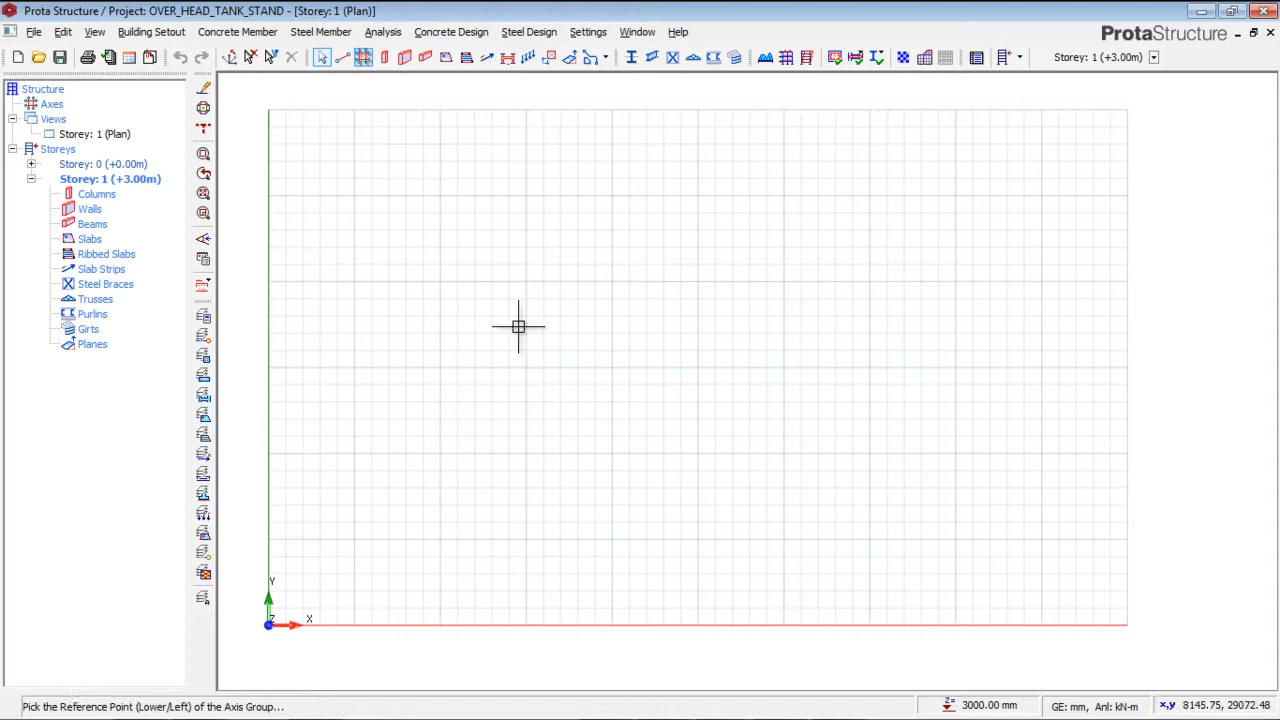 Prota Structure / Project: OVER_HEAD_TANK_STAND - [Storey: 1 (Plan)]
File Edit View Building Setout Concrete Member Steel Member Analysis Concrete Design Steel Design Settings Window Help
ProtaStructure
Storey: 1 (+3.00m)
Structure
Axes
Views
Storey: 1 (Plan)
Storeys
Storey: 0 (+0.00m)
Storey: 1 (+3.00m)
Columns
Walls
Beams
Slabs
Ribbed Slabs
Slab Strips
Steel Braces
Trusses
Purlins
Girts
Planes
Y
Z
X
Pick the Reference Point (Lower/Left) of the Axis Group...
Z= 3000.00 mm
GE: mm, Anl: kN-m
x,y 8145.75, 29072.48